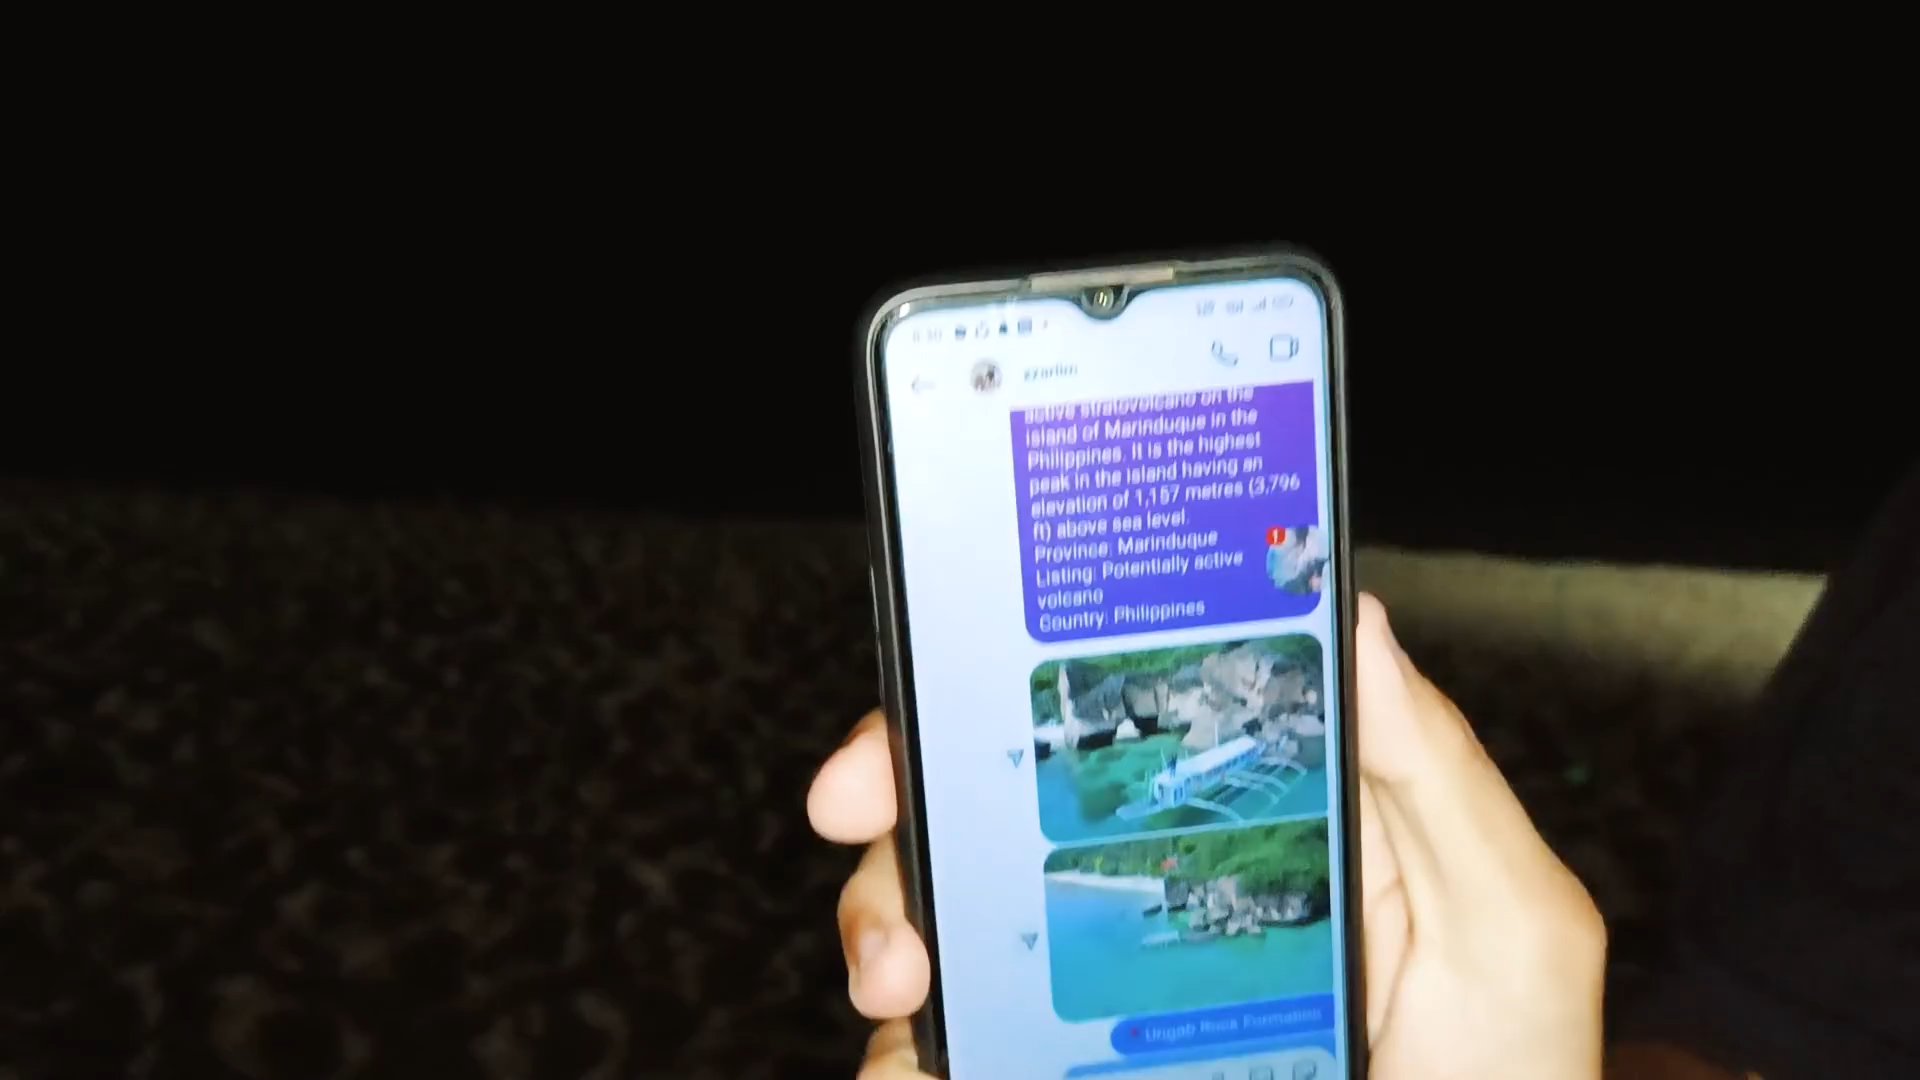 active stratovolcano on the
island of Marinduque in the
Philippines. It is the highest
peak in the island having an
elevation of 1,157 metres (3,796
ft) above sea level.
Province: Marinduque
Listing: Potentially active
volcano
Country: Philippines
1
Ungab Rock Formation